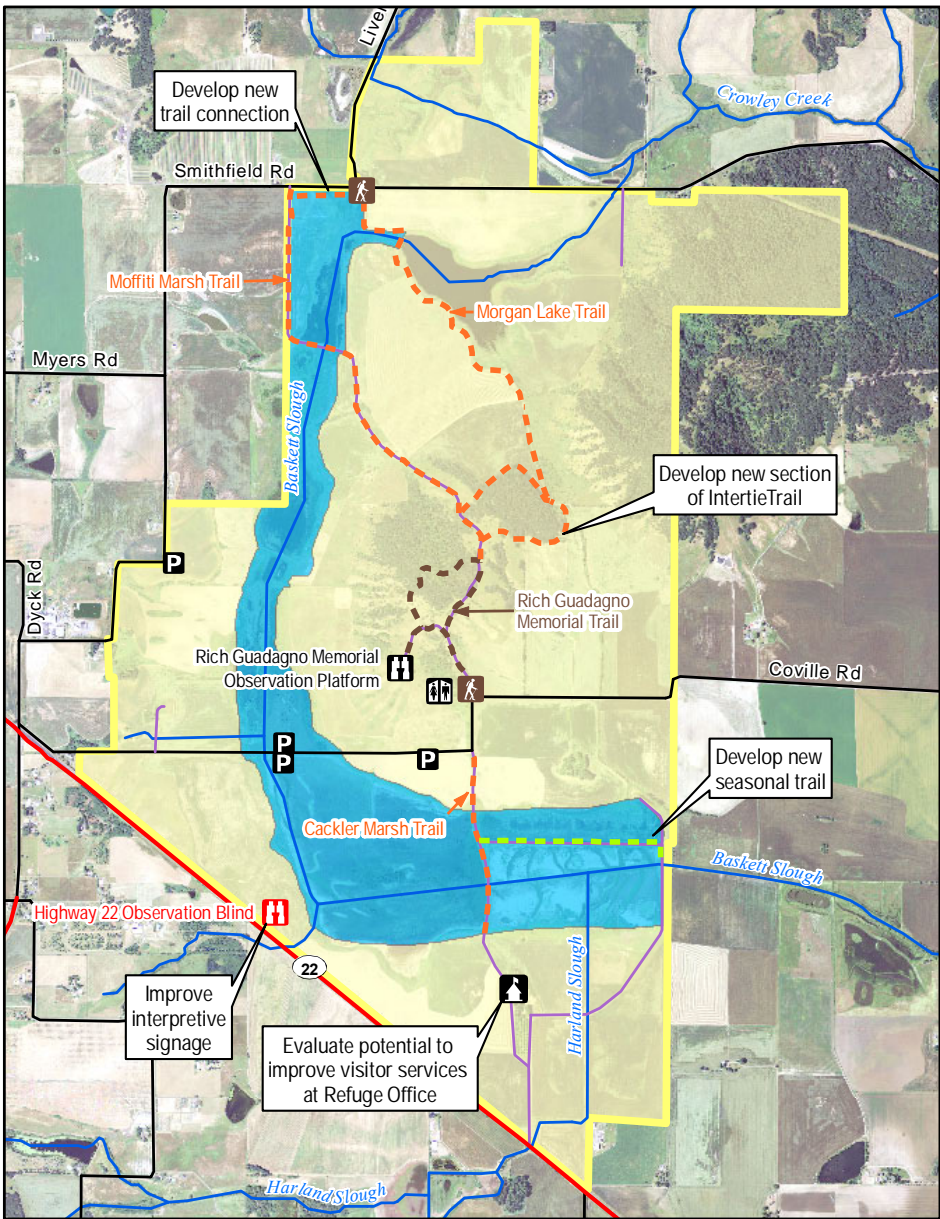 Liver
Crowley Creek
Develop new
trail connection
Smithfield Rd
Moffiti Marsh Trail
Morgan Lake Trail
Myers Rd
Baskett Slough
Develop new section
of IntertieTrail
P
Dyck Rd
Rich Guadagno
Memorial Trail
Rich Guadagno Memorial
Observation Platform
Coville Rd
P
P
P
Develop new
seasonal trail
Cackler Marsh Trail
Baskett Slough
Highway 22 Observation Blind
22
Harland Slough
Improve
interpretive
signage
Evaluate potential to
improve visitor services
at Refuge Office
Harland Slough